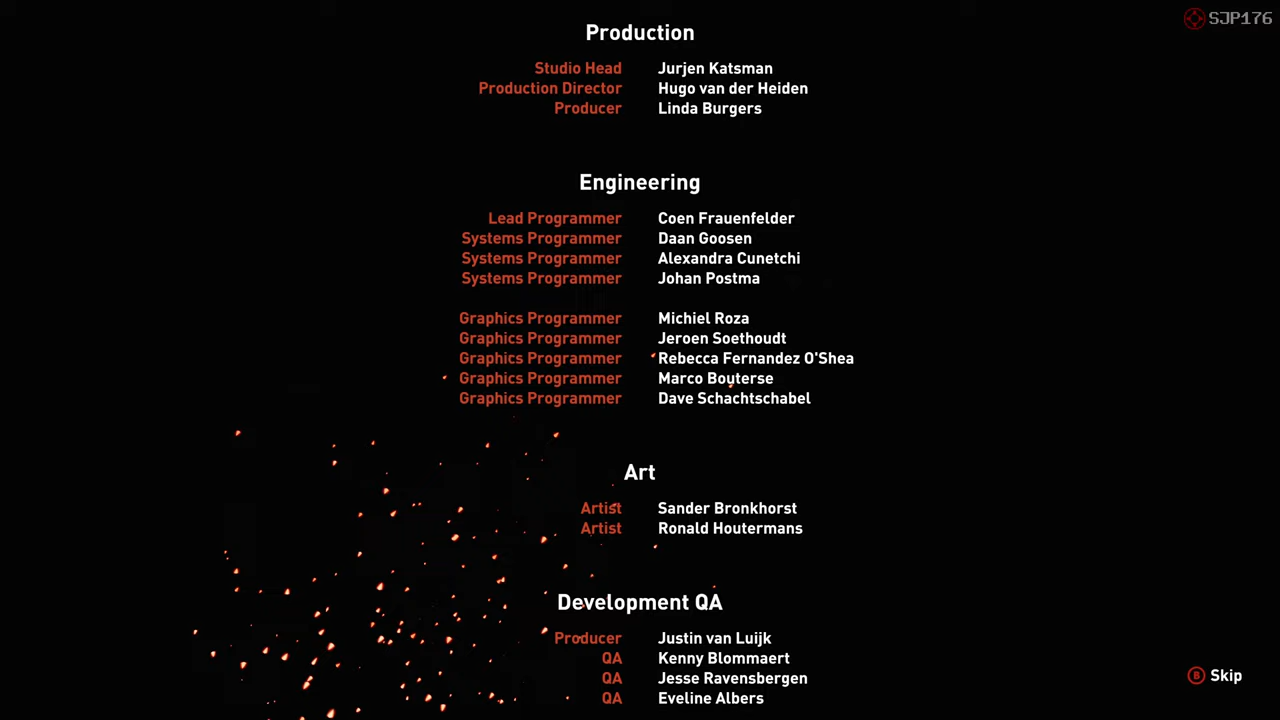 SJP176
Production
Studio Head Jurjen Katsman
Production Director Hugo van der Heiden
Producer Linda Burgers
Engineering
Lead Programmer Coen Frauenfelder
Systems Programmer Daan Goosen
Systems Programmer Alexandra Cunetchi
Systems Programmer Johan Postma
Graphics Programmer Michiel Roza
Graphics Programmer Jeroen Soethoudt
Graphics Programmer Rebecca Fernandez O'Shea
Graphics Programmer Marco Bouterse
Graphics Programmer Dave Schachtschabel
Art
Artist Sander Bronkhorst
Artist Ronald Houtermans
Development QA
Producer Justin van Luijk
QA Kenny Blommaert
QA Jesse Ravensbergen
QA Eveline Albers
B Skip